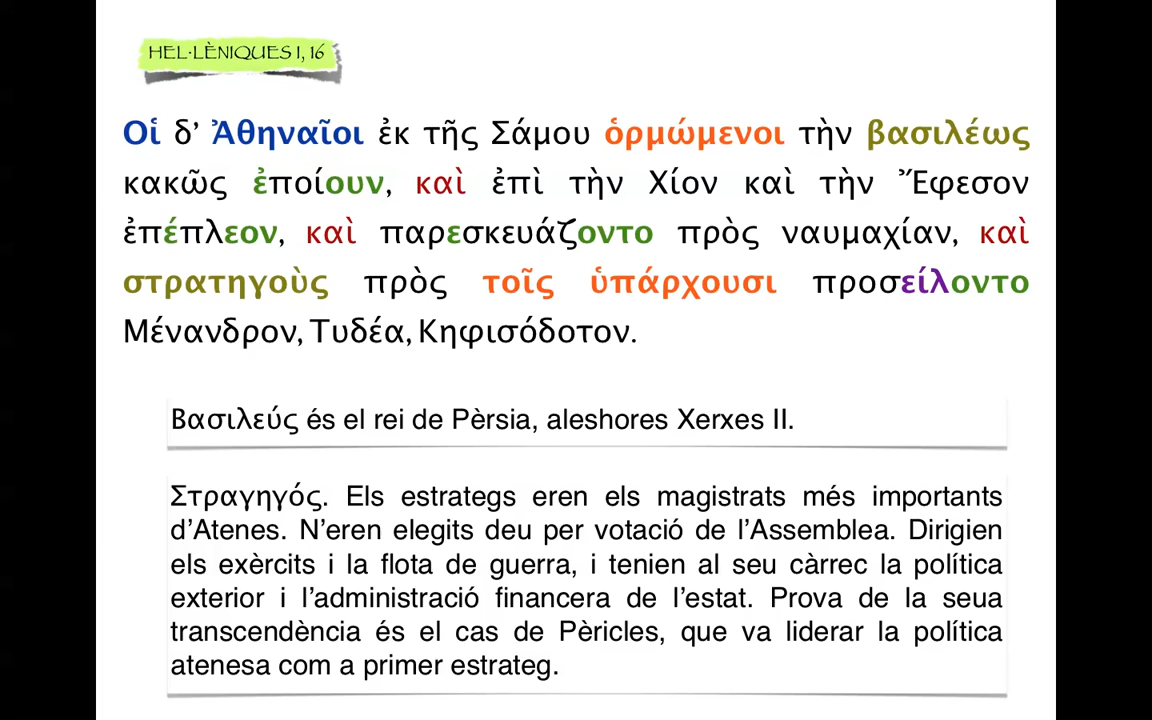 HEL·LÈNIQUES I, 16
Οἱ δ’ Ἀθηναῖοι ἐκ τῆς Σάμου ὁρμώμενοι τὴν βασιλέως
κακῶς ἐποίουν, καὶ ἐπὶ τὴν Χίον καὶ τὴν Ἔφεσον
ἐπέπλεον, καὶ παρεσκευάζοντο πρὸς ναυμαχίαν, καὶ
στρατηγοὺς πρὸς τοῖς ὑπάρχουσι προσείλοντο
Μένανδρον, Τυδέα, Κηφισόδοτον.
Βασιλεύς és el rei de Pèrsia, aleshores Xerxes II.
Στραγηγός. Els estrategs eren els magistrats més importants
d’Atenes. N’eren elegits deu per votació de l’Assemblea. Dirigien
els exèrcits i la flota de guerra, i tenien al seu càrrec la política
exterior i l’administració financera de l’estat. Prova de la seua
transcendència és el cas de Pèricles, que va liderar la política
atenesa com a primer estrateg.